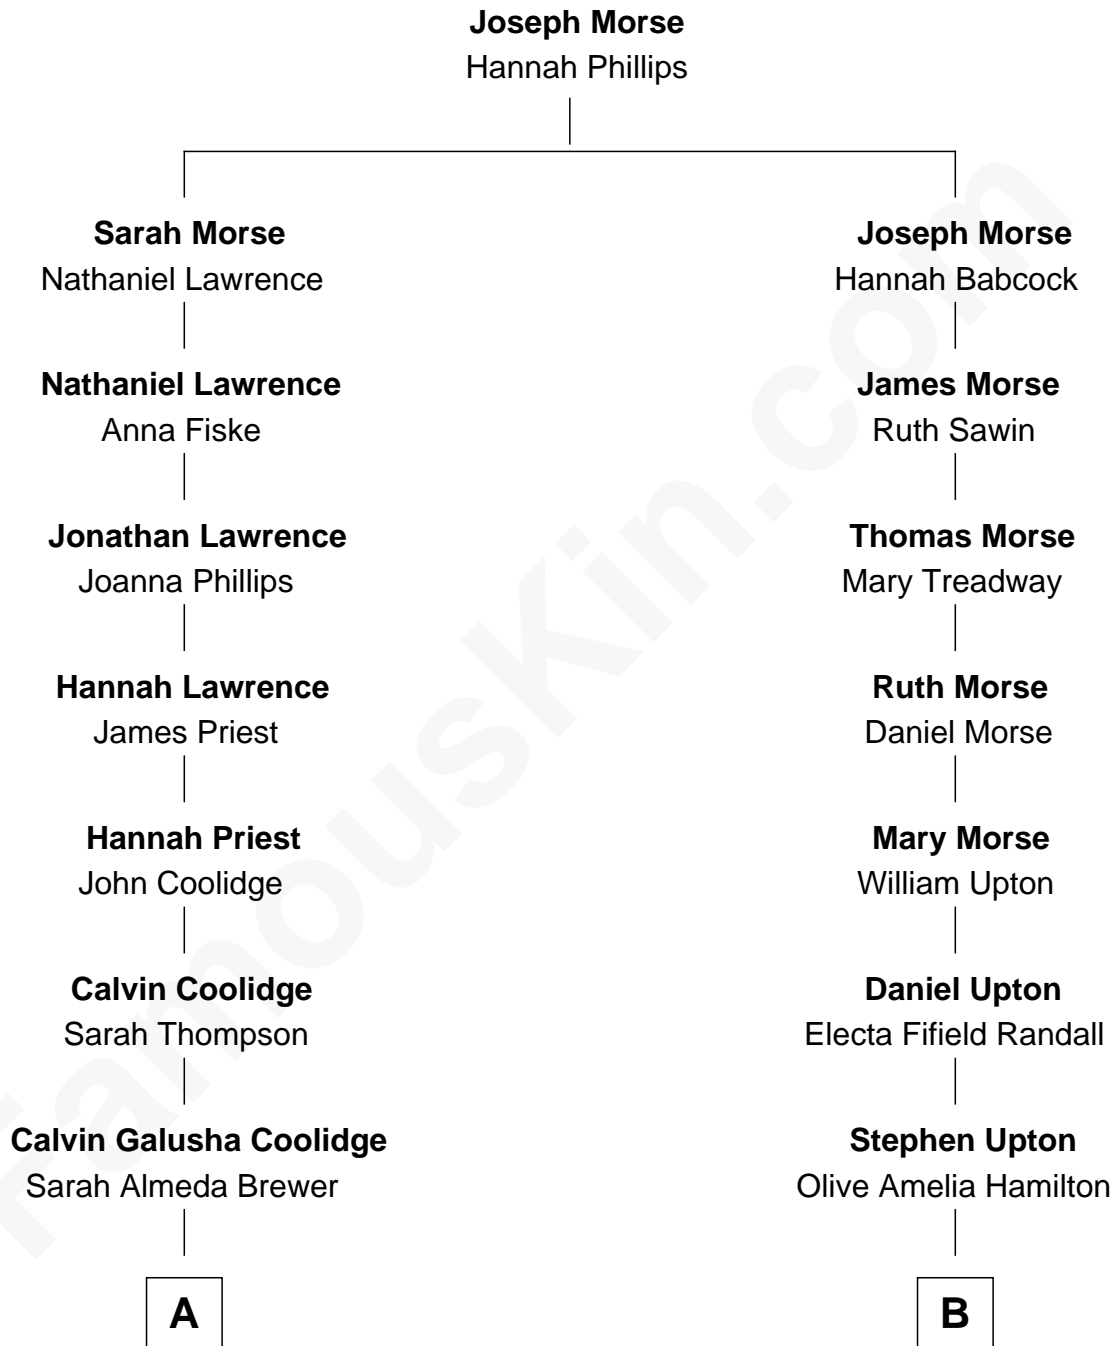 Joseph Morse
Hannah Phillips
Sarah Morse
Nathaniel Lawrence
Joseph Morse
Hannah Babcock
Nathaniel Lawrence
Anna Fiske
James Morse
Ruth Sawin
Jonathan Lawrence
Joanna Phillips
Thomas Morse
Mary Treadway
Hannah Lawrence
James Priest
Ruth Morse
Daniel Morse
Hannah Priest
John Coolidge
Mary Morse
William Upton
Calvin Coolidge
Sarah Thompson
Daniel Upton
Electa Fifield Randall
Calvin Galusha Coolidge
Sarah Almeda Brewer
Stephen Upton
Olive Amelia Hamilton
A
B
FamousKin.com